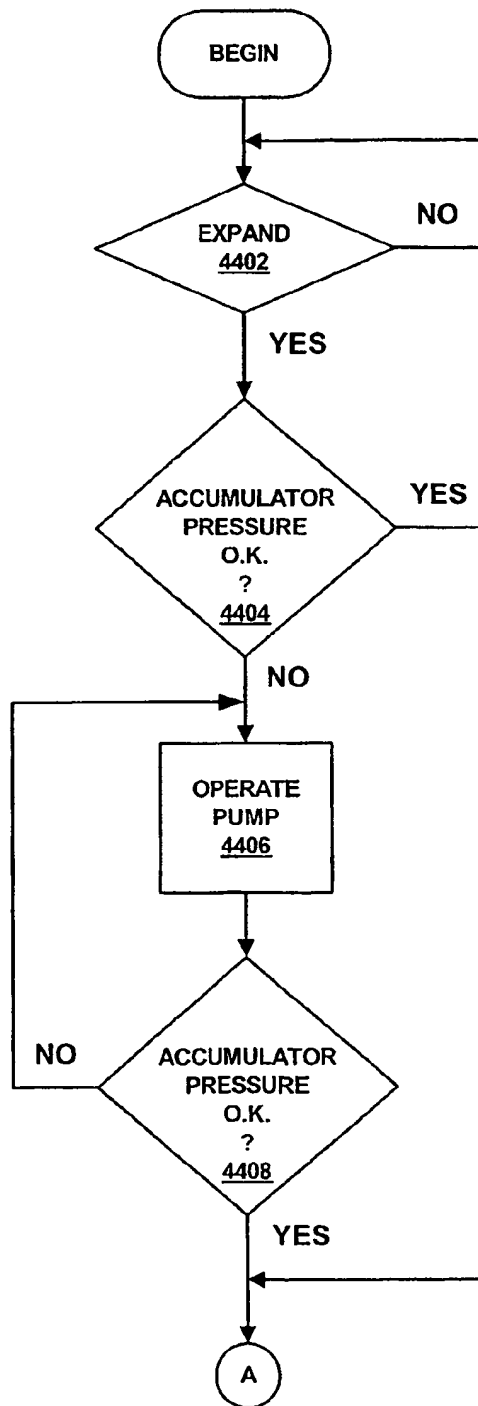 BEGIN
NO
EXPAND
4402
YES
ACCUMULATOR
PRESSURE
O.K.
?
4404
YES
NO
OPERATE
PUMP
4406
NO
ACCUMULATOR
PRESSURE
O.K.
?
4408
YES
A